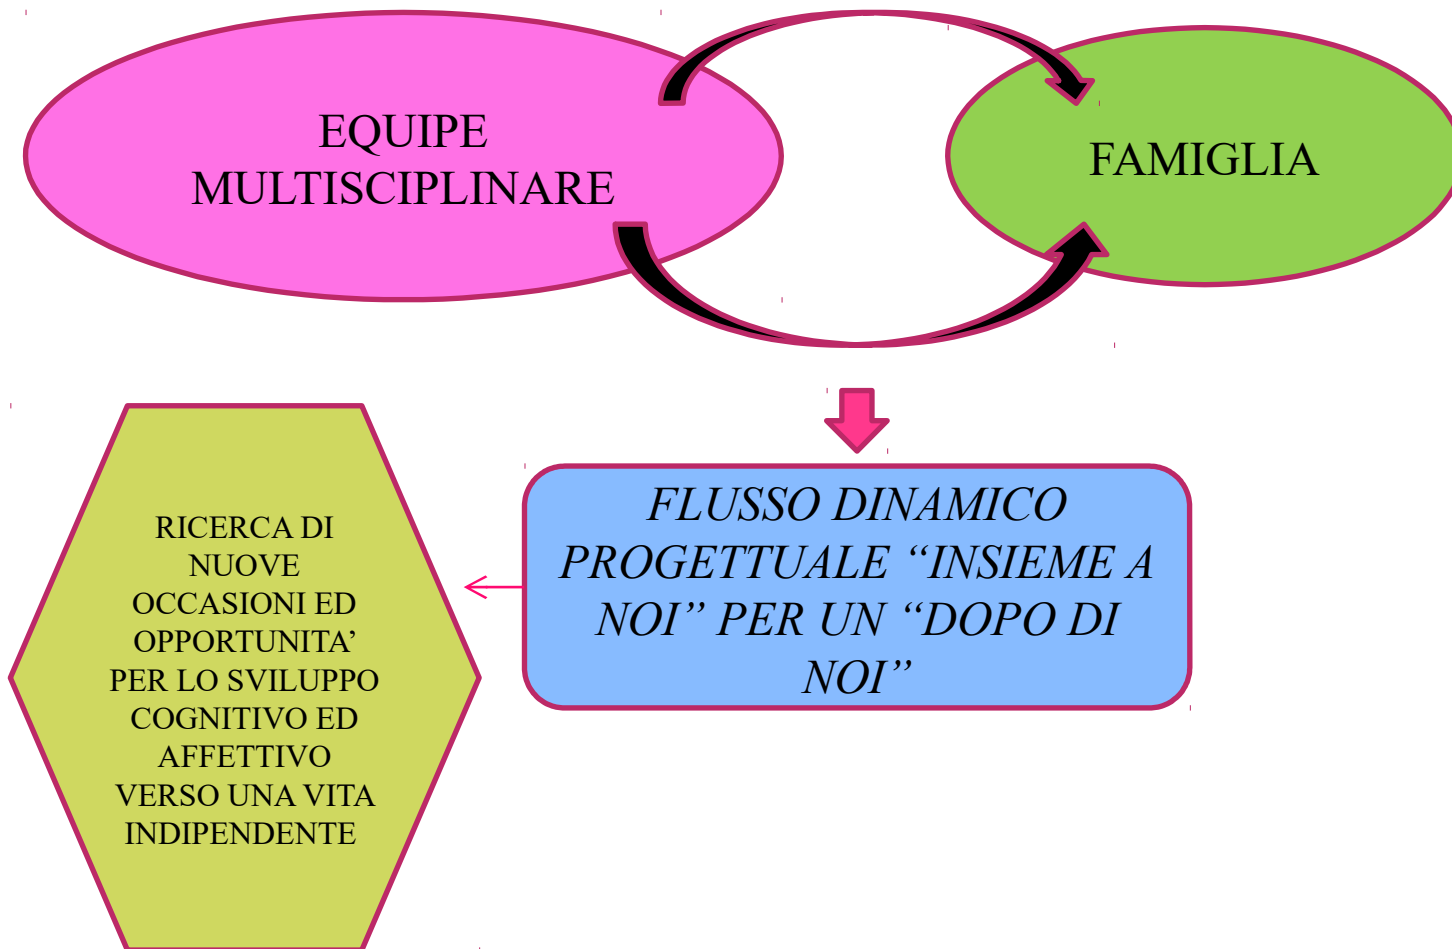 EQUIPE
MULTISCIPLINARE
FAMIGLIA
FLUSSO DINAMICO
PROGETTUALE “INSIEME A
NOI” PER UN “DOPO DI
NOI”
RICERCA DI
NUOVE
OCCASIONI ED
OPPORTUNITA’
PER LO SVILUPPO
COGNITIVO ED
AFFETTIVO
VERSO UNA VITA
INDIPENDENTE